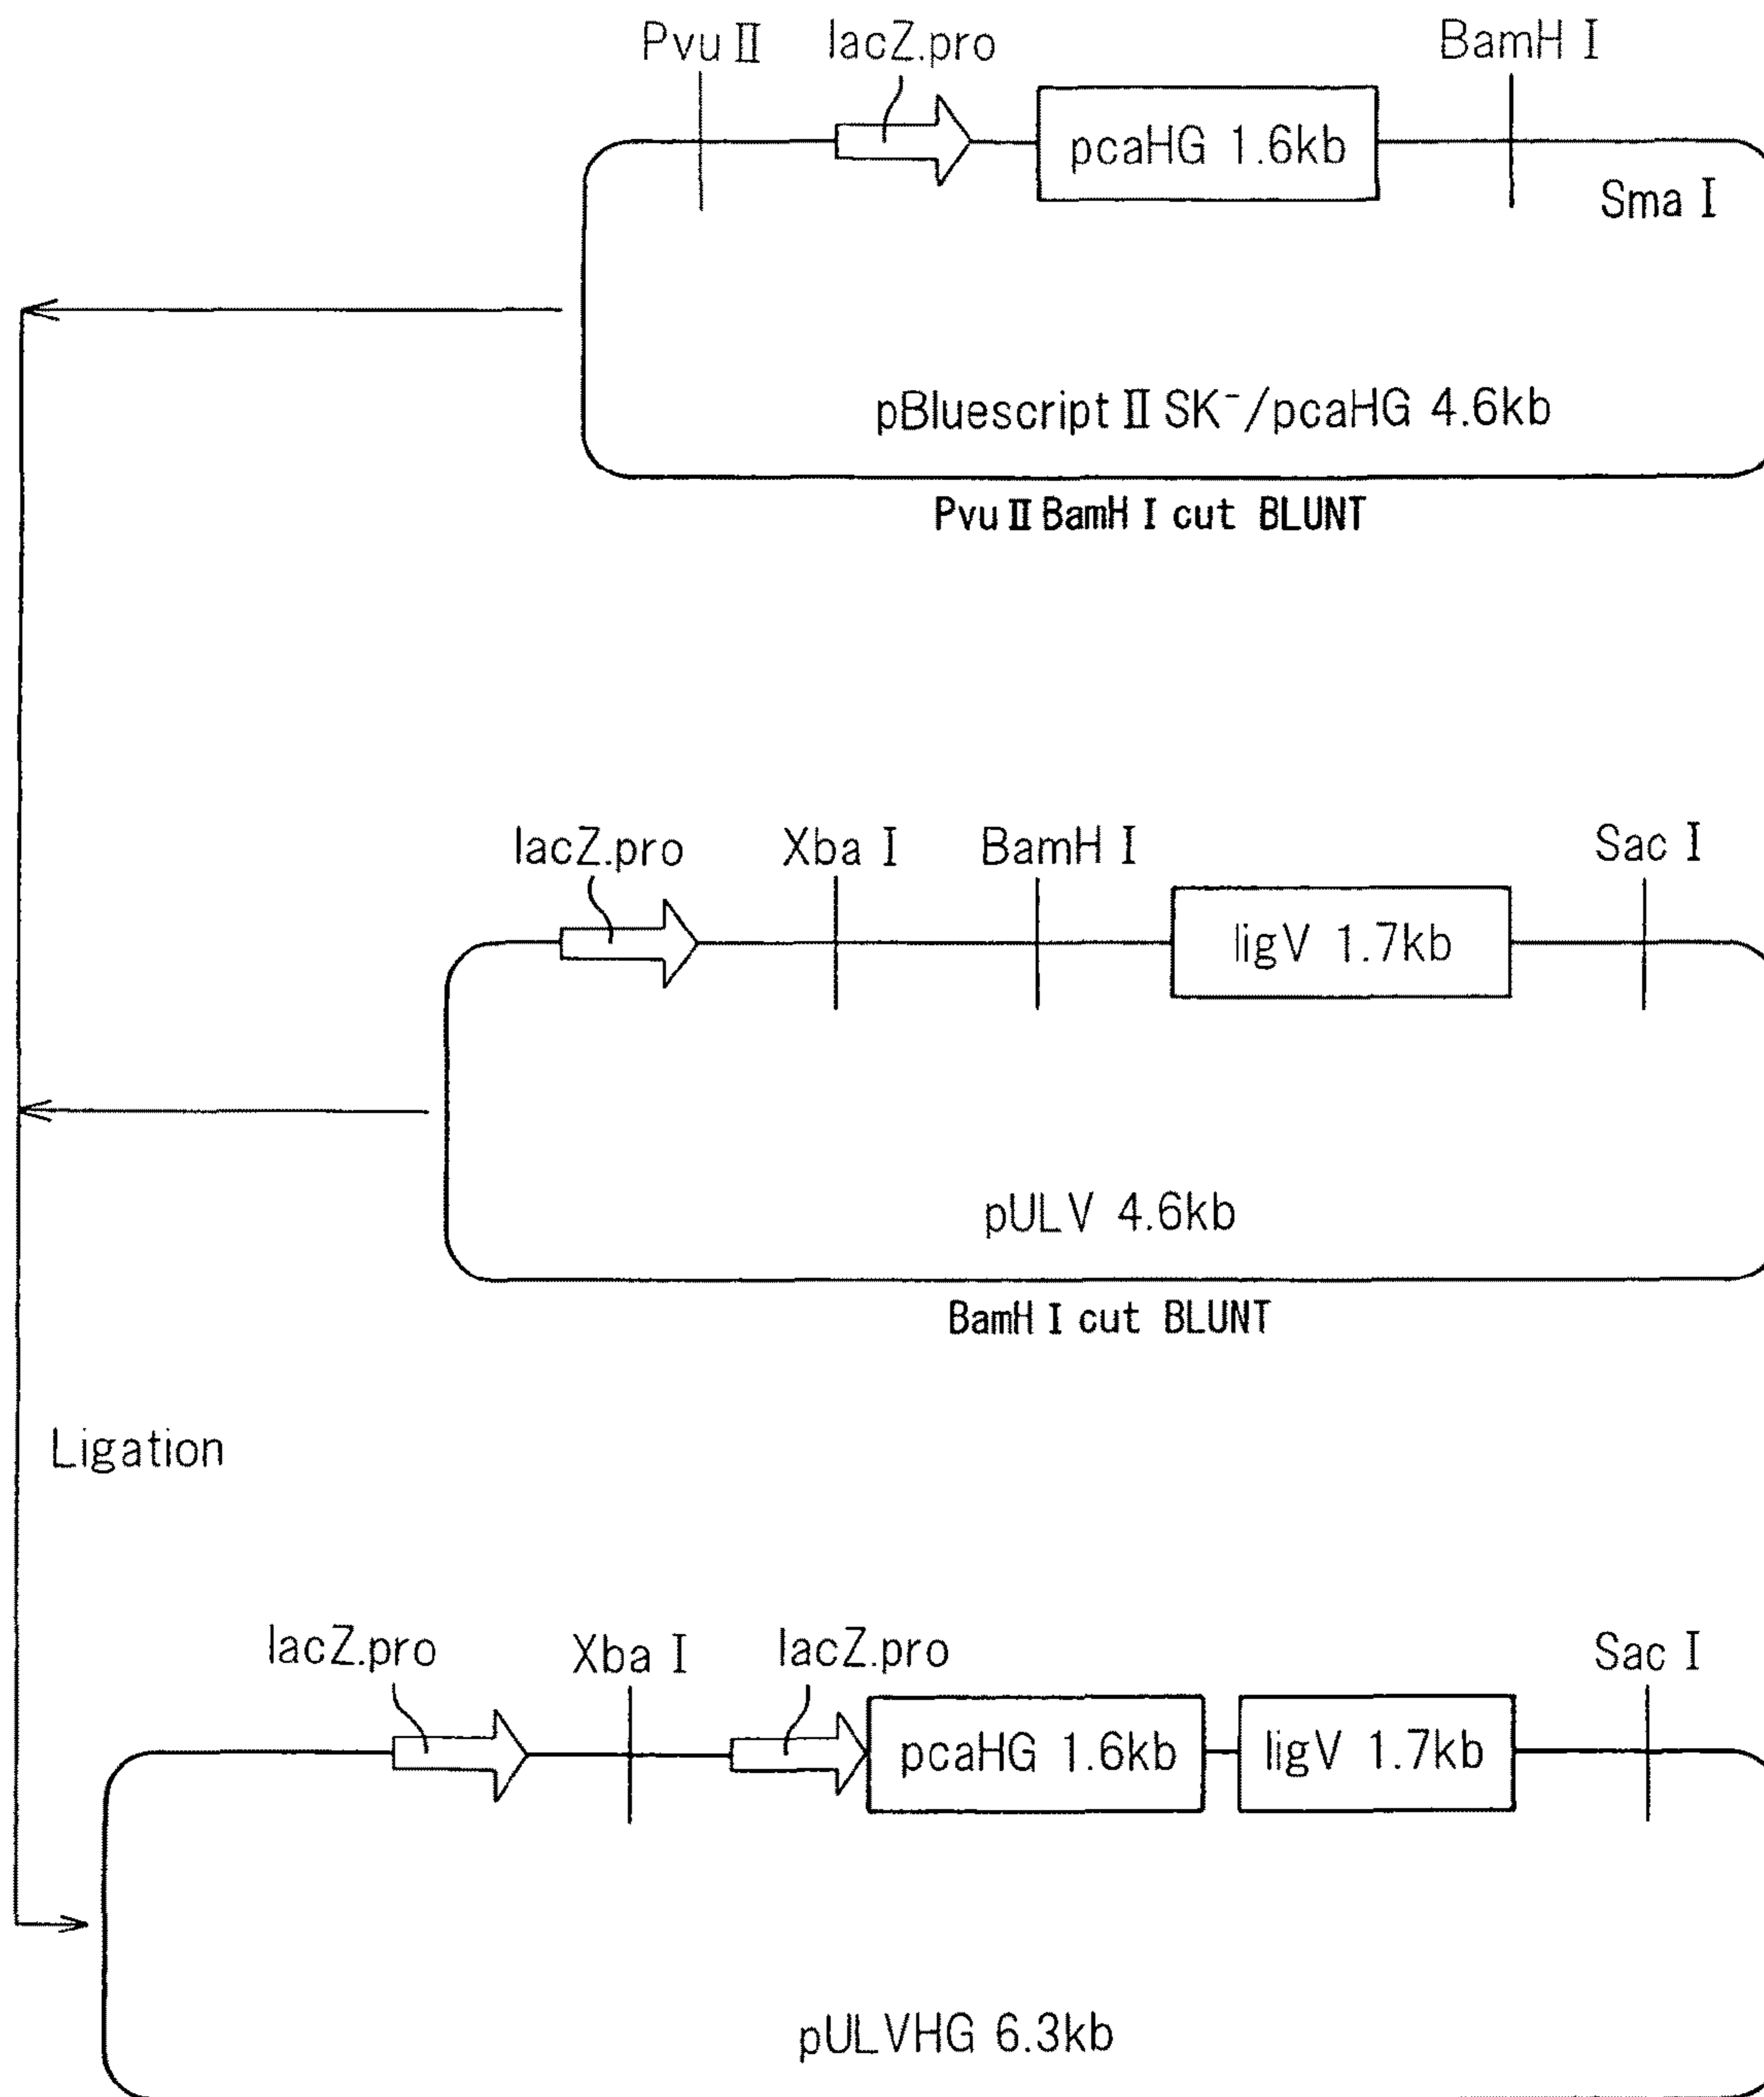 Pvu Ⅱ lacZ.pro BamH Ⅰ
pcaHG 1.6kb
Sma Ⅰ
pBluescript Ⅱ SK⁻/pcaHG 4.6kb
Pvu Ⅱ BamH Ⅰ cut BLUNT
lacZ.pro Xba Ⅰ BamH Ⅰ Sac Ⅰ
ligV 1.7kb
pULV 4.6kb
BamH Ⅰ cut BLUNT
Ligation
lacZ.pro Xba Ⅰ lacZ.pro Sac Ⅰ
pcaHG 1.6kb ligV 1.7kb
pULVHG 6.3kb